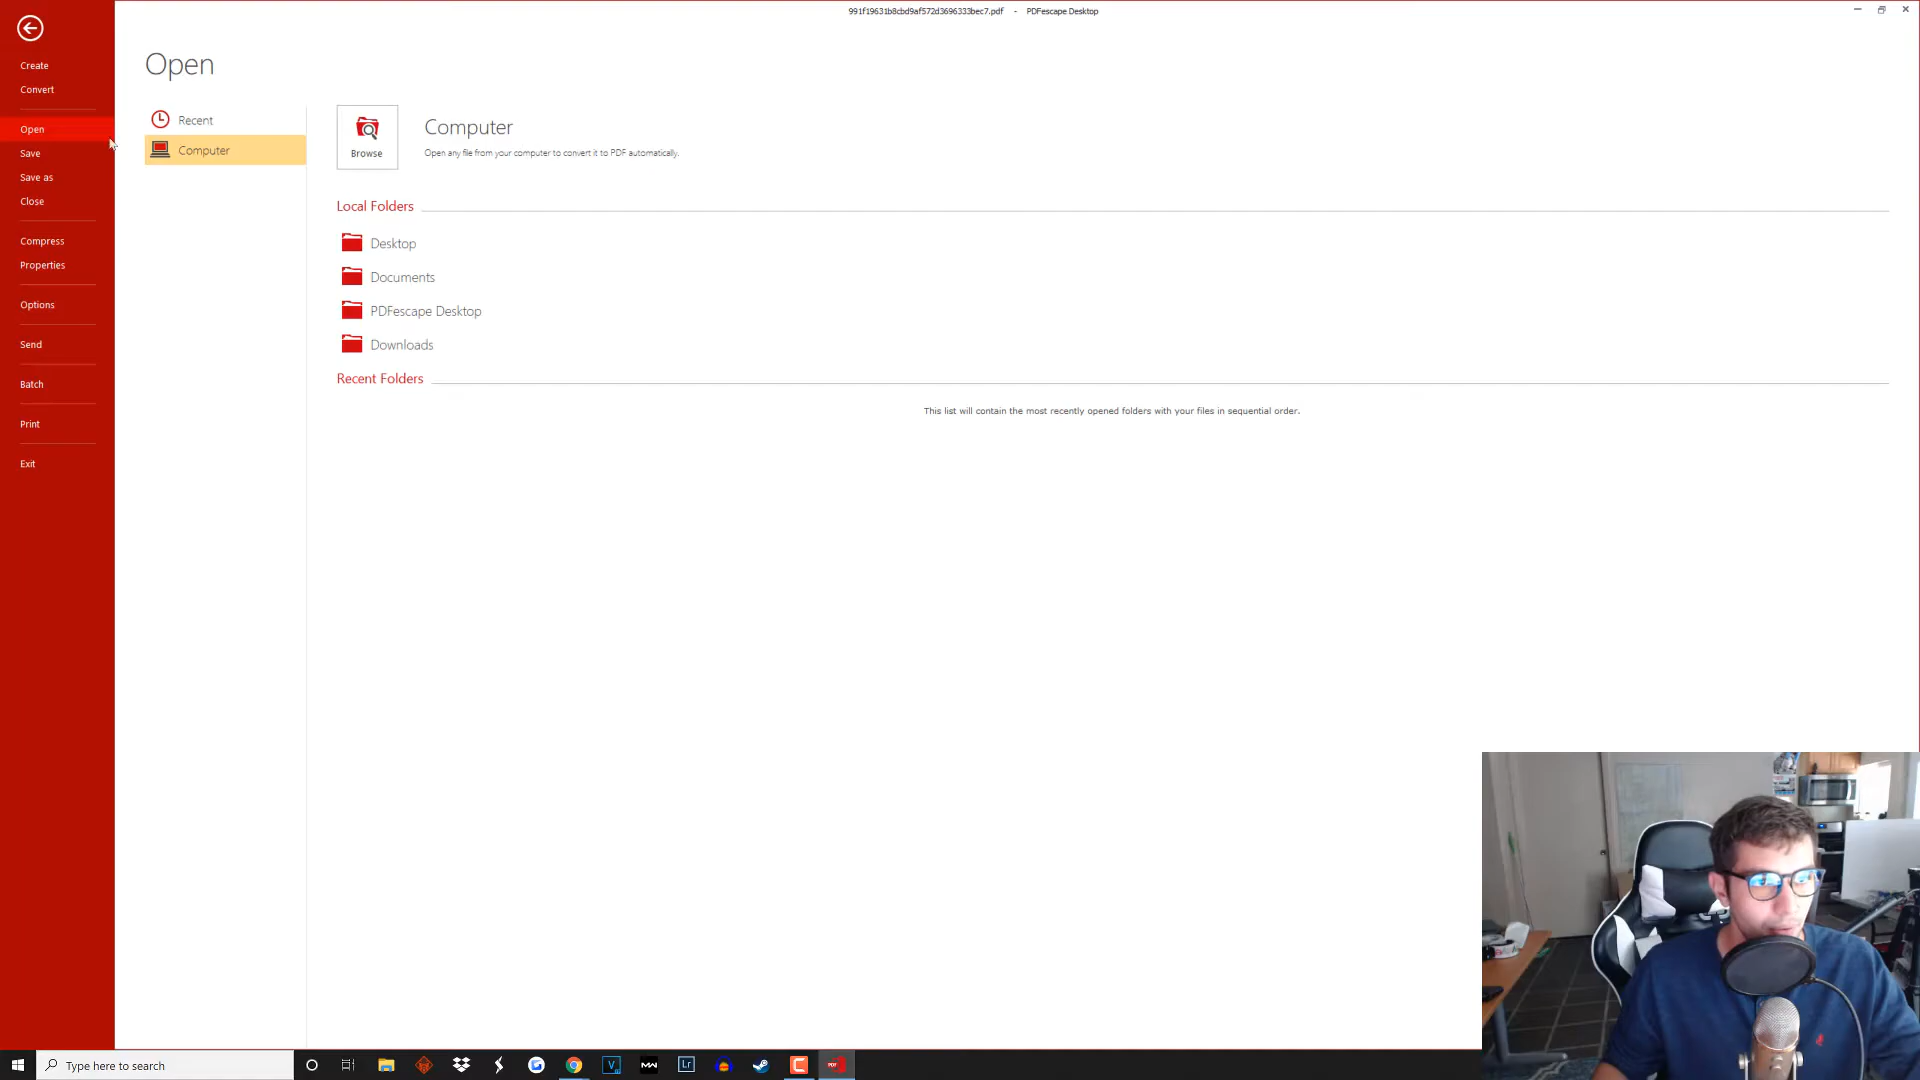 991f19631b8cbd9af572d3696333bec7.pdf - PDFescape Desktop
Open
Create
Convert
Open
Save
Save as
Close
Compress
Properties
Options
Send
Batch
Print
Exit
Recent
Computer
Browse
Computer
Open any file from your computer to convert it to PDF automatically.
Local Folders
Desktop
Documents
PDFescape Desktop
Downloads
Recent Folders
This list will contain the most recently opened folders with your files in sequential order.
Type here to search
V
MW
Lr
C
PDF